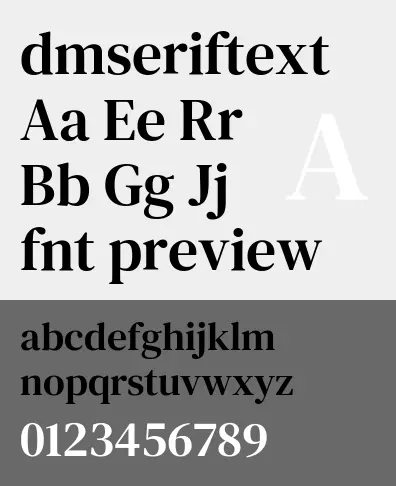 dmseriftext
Aa Ee Rr
Bb Gg Jj
A
fnt preview
abcdefghijklm
nopqrstuvwxyz
0123456789